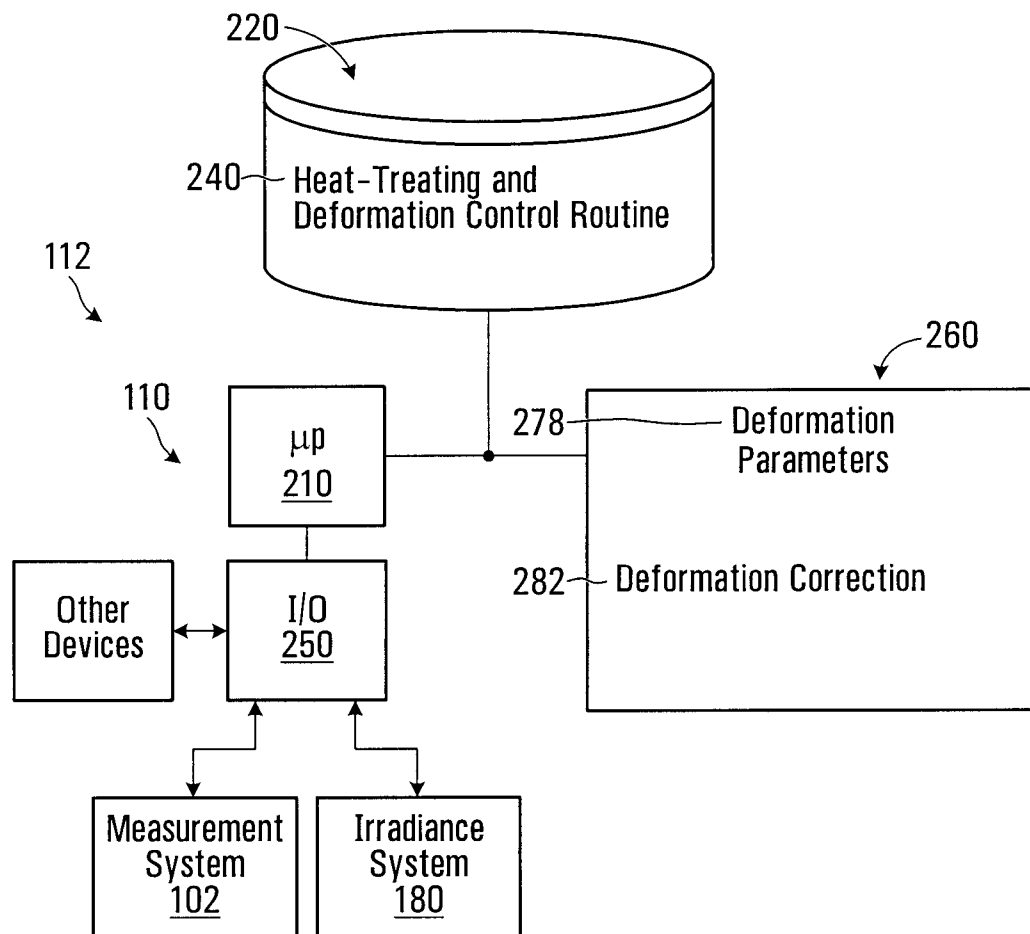 220
240 Heat-Treating and
Deformation Control Routine
112
260
110
278 Deformation
Parameters
μp
210
282 Deformation Correction
Other
Devices
I/O
250
Measurement
System
102
Irradiance
System
180